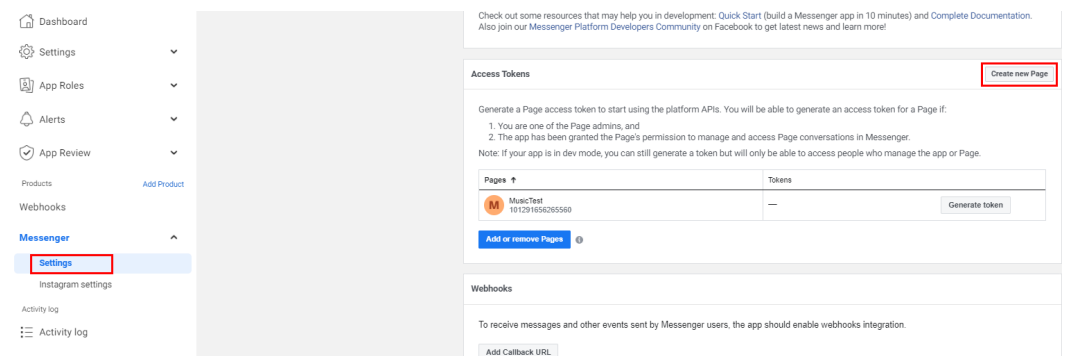 Dashboard
Settings
App Roles
Alerts
App Review
Products Add Product
Webhooks
Messenger
Settings
Instagram settings
Activity log
Activity log
Check out some resources that may help you in development: Quick Start (build a Messenger app in 10 minutes) and Complete Documentation.
Also join our Messenger Platform Developers Community on Facebook to get latest news and learn more!
Access Tokens Create new Page
Generate a Page access token to start using the platform APIs. You will be able to generate an access token for a Page if:
1. You are one of the Page admins, and
2. The app has been granted the Page's permission to manage and access Page conversations in Messenger.
Note: If your app is in dev mode, you can still generate a token but will only be able to access people who manage the app or Page.
Pages ↑ Tokens
M MusicTest
101291656265560 — Generate token
Add or remove Pages
Webhooks
To receive messages and other events sent by Messenger users, the app should enable webhooks integration.
Add Callback URL